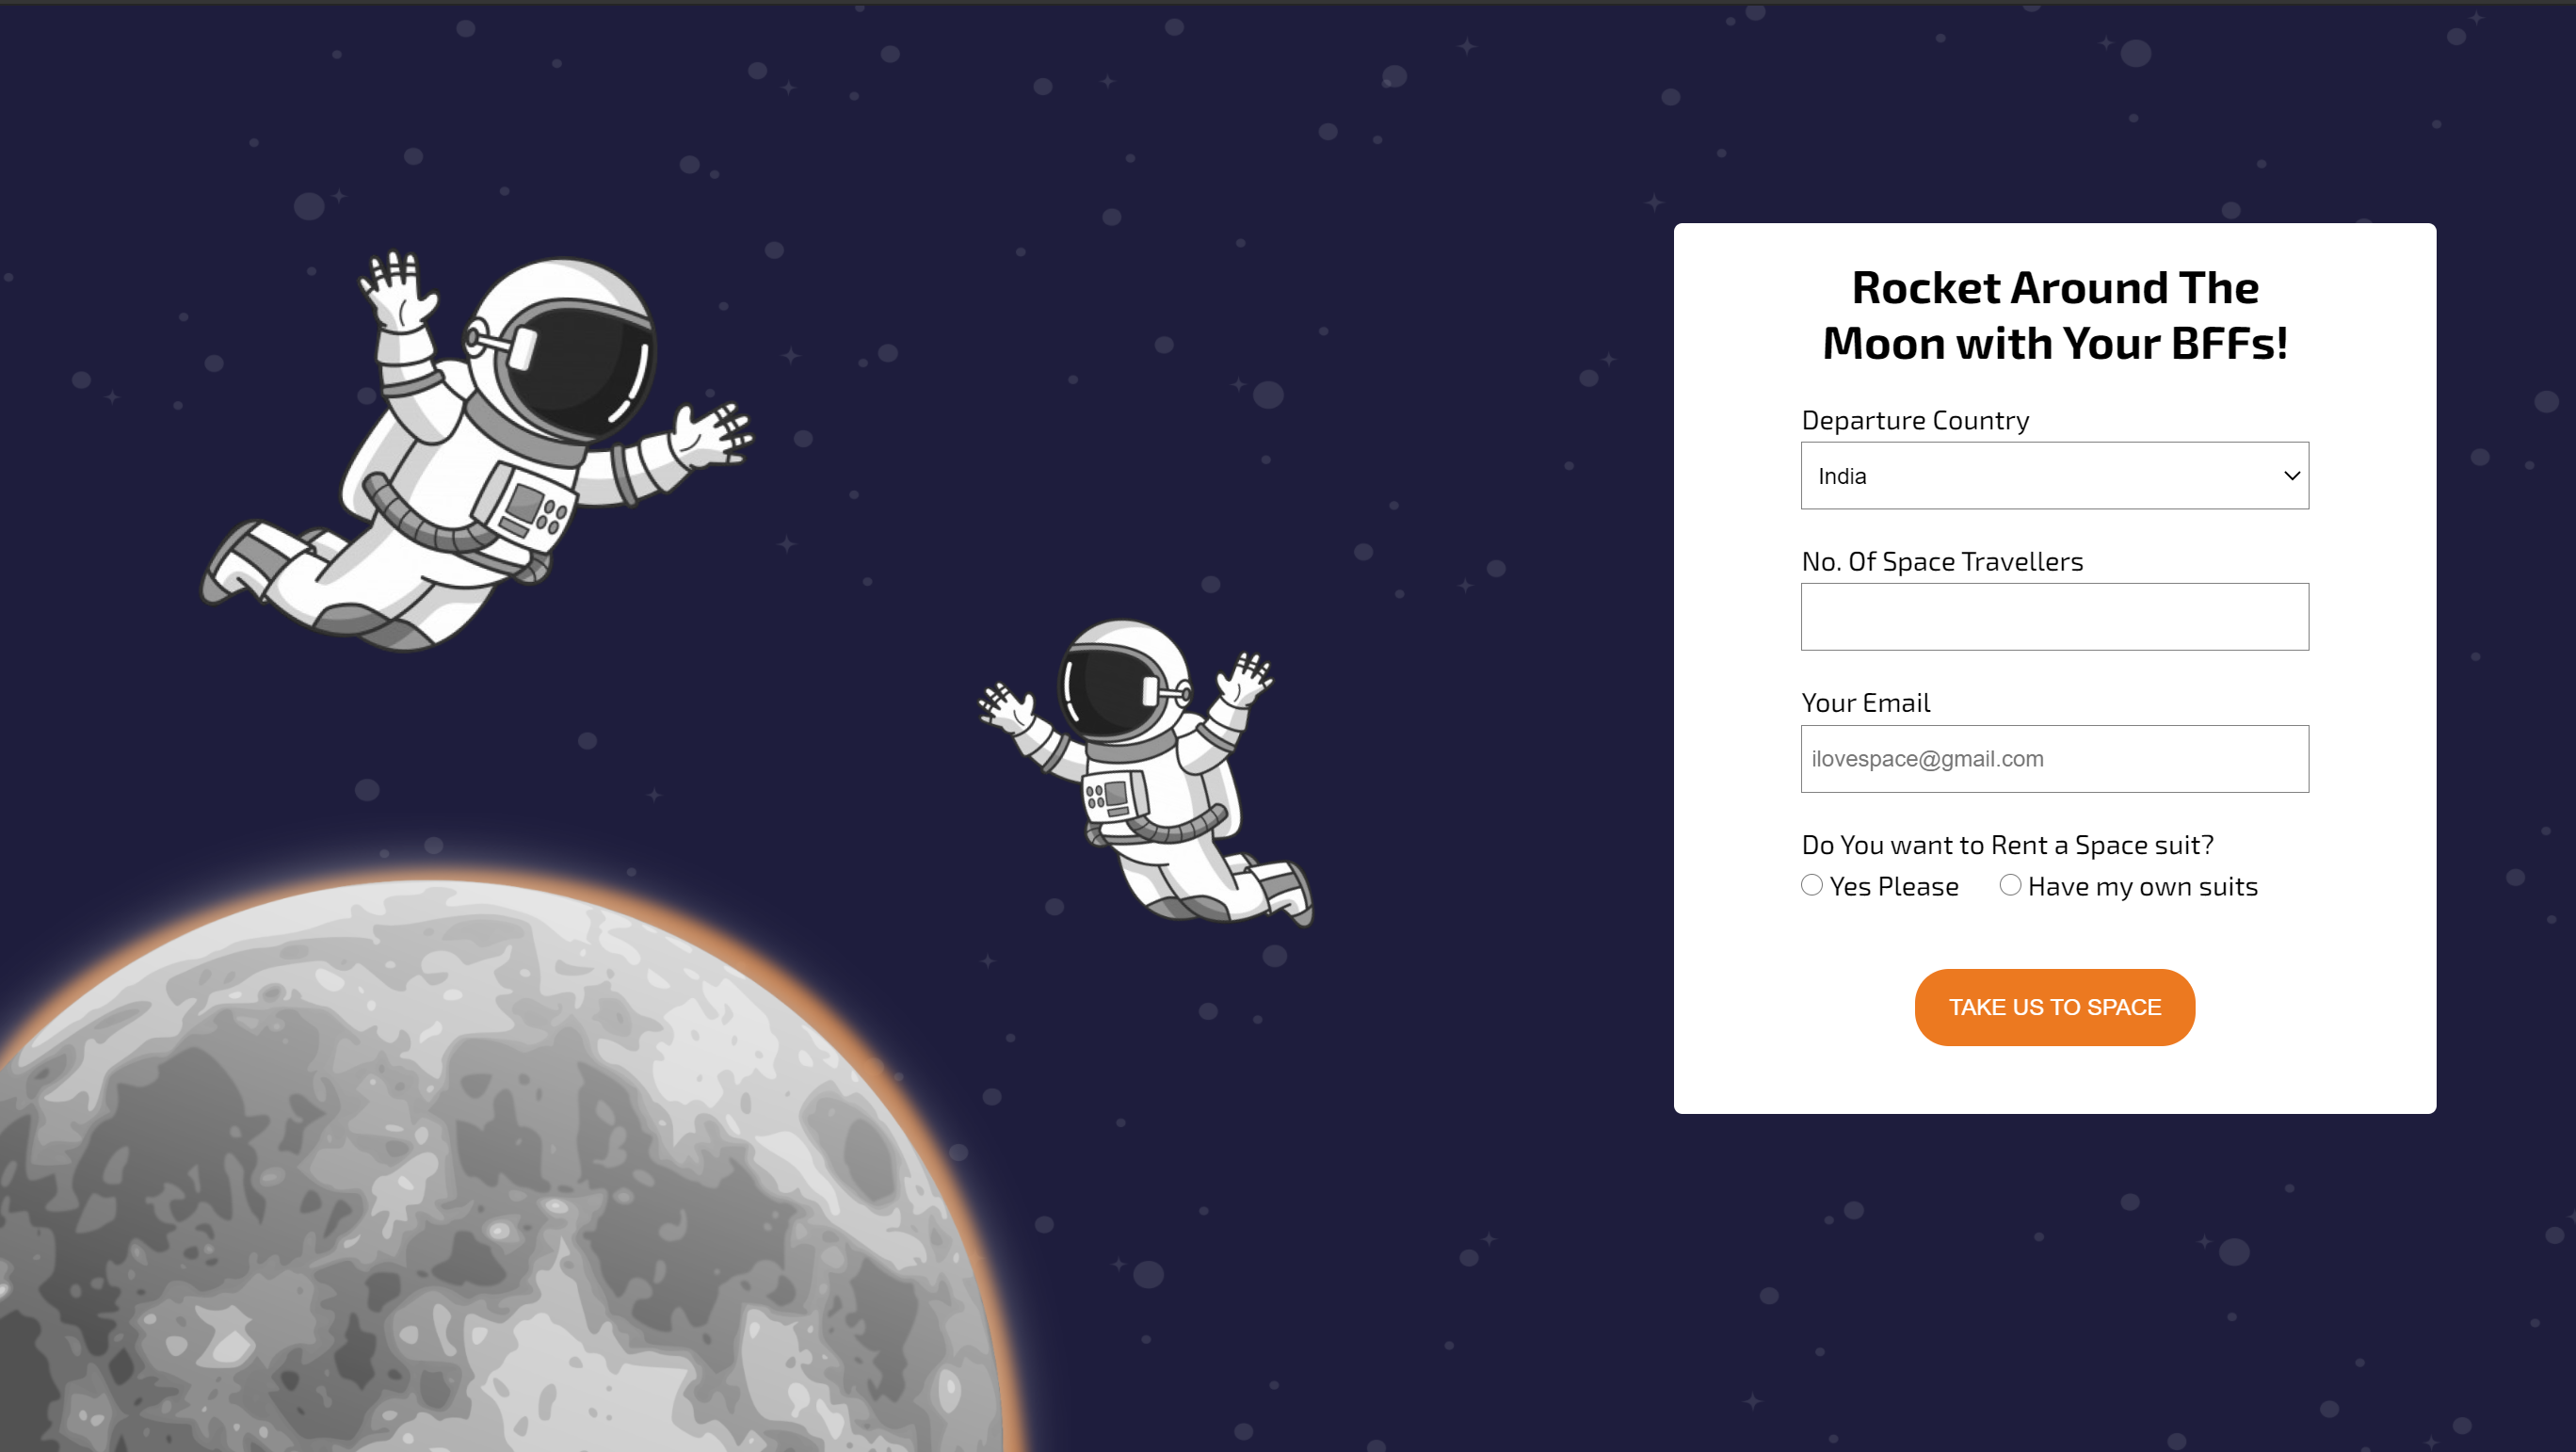 Rocket Around The
Moon with Your BFFs!
Departure Country
India
No. Of Space Travellers
Your Email
ilovespace@gmail.com
Do You want to Rent a Space suit?
Yes Please Have my own suits
TAKE US TO SPACE